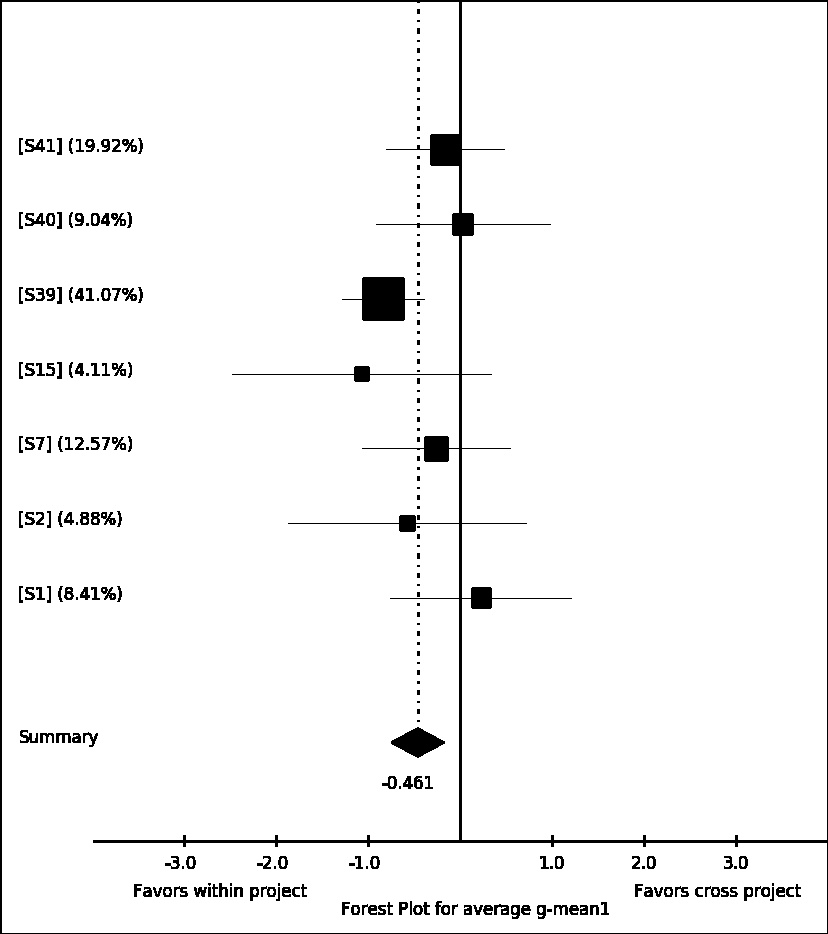 [S41] (19.92%)
[S40] (9.04%)
[S39] (41.07%)
[S15] (4.11%)
[S7] (12.57%)
[S2] (4.88%)
[S1] (8.41%)
Summary
-0.461
-3.0 -2.0 -1.0 1.0 2.0 3.0
Favors within project Favors cross project
Forest Plot for average g-mean1